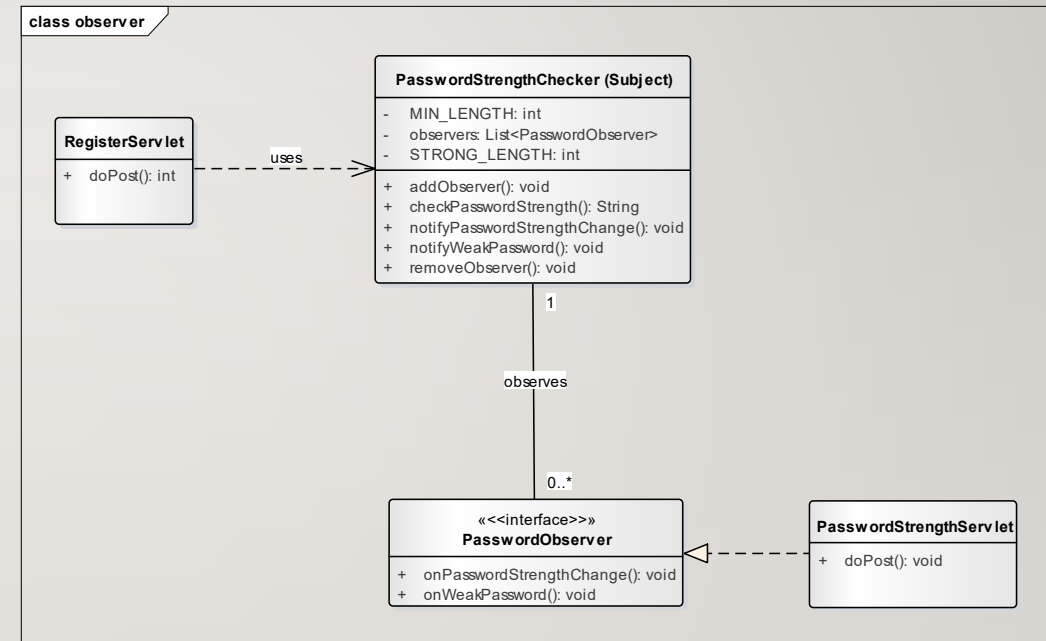 class observer
PasswordStrengthChecker (Subject)
- MIN_LENGTH: int
- observers: List<PasswordObserver>
- STRONG_LENGTH: int
+ addObserver(): void
+ checkPasswordStrength(): String
+ notifyPasswordStrengthChange(): void
+ notifyWeakPassword(): void
+ removeObserver(): void
RegisterServlet
+ doPost(): int
uses
1
observes
0..*
«<<interface>>»
PasswordObserver
+ onPasswordStrengthChange(): void
+ onWeakPassword(): void
PasswordStrengthServlet
+ doPost(): void